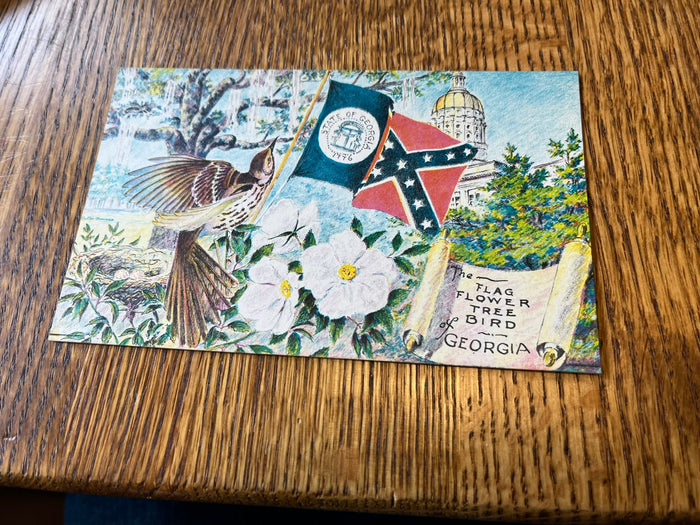 STATE OF GEORGIA
1776
The
FLAG
FLOWER
TREE
BIRD
of
GEORGIA